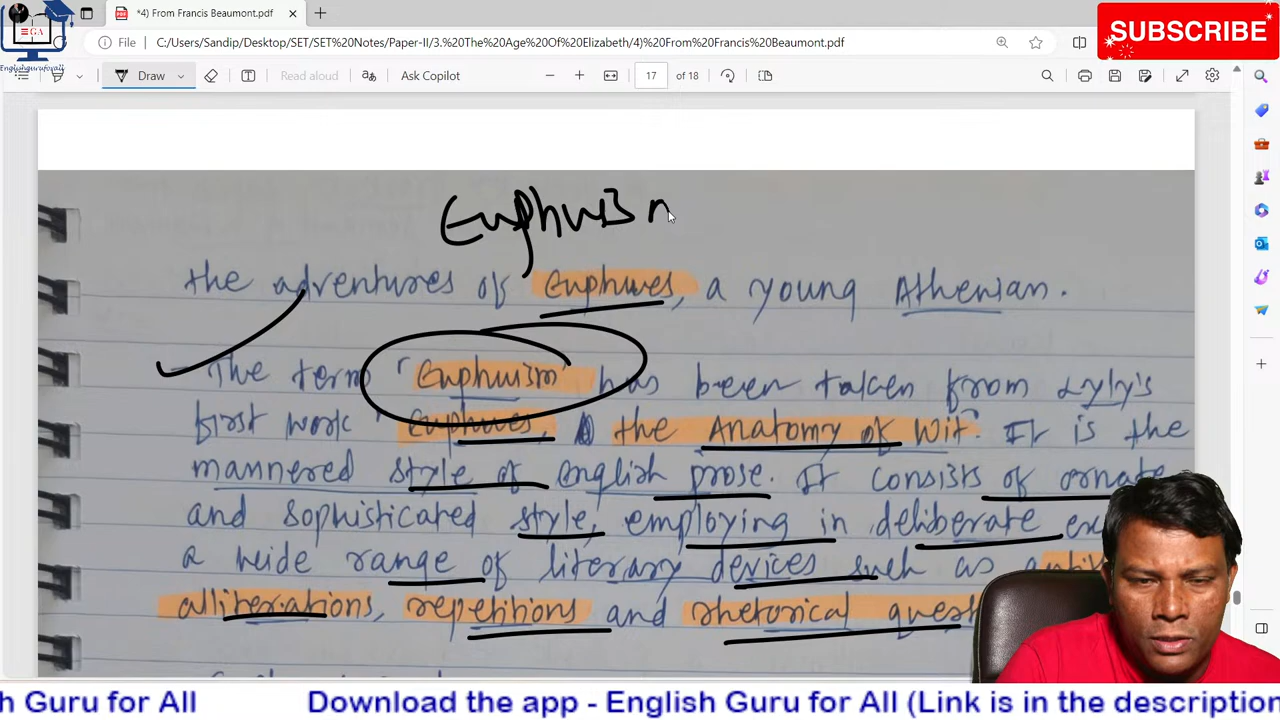 *4) From Francis Beaumont.pdf
SUBSCRIBE
File C:/Users/Sandip/Desktop/SET/SET%20Notes/Paper-II/3.%20The%20Age%20Of%20Elizabeth/4)%20From%20Francis%20Beaumont.pdf
EGA
Englishguruforall
Draw Read aloud Ask Copilot 17 of 18
Euphuism
the adventures of Euphues, a young Athenian.
- The term 'Euphuism' has been taken from Lyly's
first work 'Euphues, the Anatomy of Wit'. It is the
mannered style of english prose. It consists of ornate
and sophisticated style, employing in deliberate
a wide range of literary devices such as
alliterations, repetitions and rhetorical
sh Guru for All Download the app - English Guru for All (Link is in the description